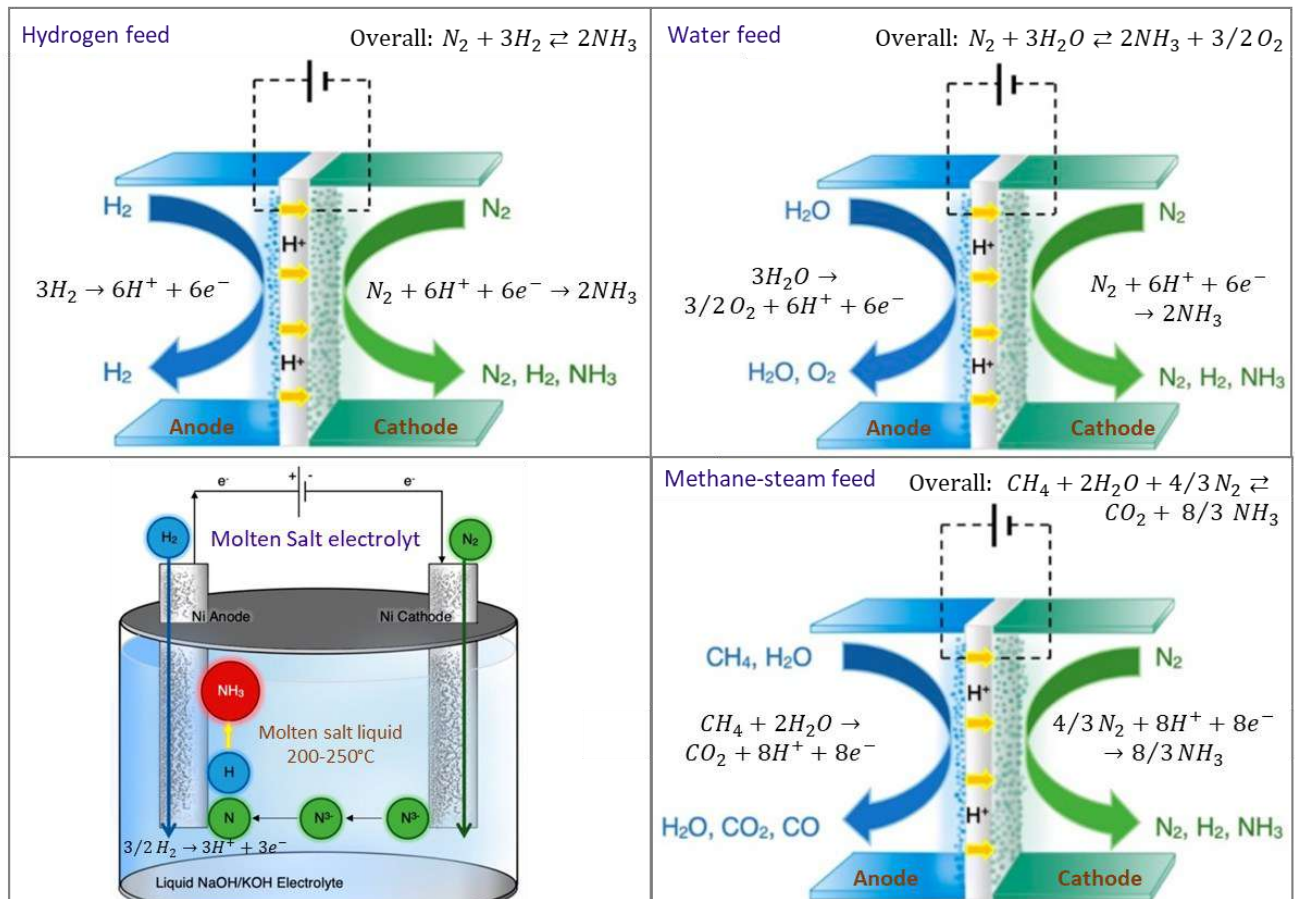 Hydrogen feed
Overall: N₂ + 3H₂ ⇄ 2NH₃
H₂
N₂
H⁺
3H₂ → 6H⁺ + 6e⁻
N₂ + 6H⁺ + 6e⁻ → 2NH₃
H⁺
H₂
N₂, H₂, NH₃
Anode
Cathode
Water feed
Overall: N₂ + 3H₂O ⇄ 2NH₃ + 3/2 O₂
H₂O
N₂
H⁺
3H₂O →
3/2 O₂ + 6H⁺ + 6e⁻
N₂ + 6H⁺ + 6e⁻
→ 2NH₃
H⁺
H₂O, O₂
N₂, H₂, NH₃
Anode
Cathode
e⁻
+
-
e⁻
H₂
Molten Salt electrolyt
N₂
Ni Anode
Ni Cathode
NH₃
Molten salt liquid
200-250°C
H
N
N³⁻
N³⁻
3/2 H₂ → 3H⁺ + 3e⁻
Liquid NaOH/KOH Electrolyte
Methane-steam feed
Overall: CH₄ + 2H₂O + 4/3 N₂ ⇄
CO₂ + 8/3 NH₃
CH₄, H₂O
N₂
H⁺
CH₄ + 2H₂O →
CO₂ + 8H⁺ + 8e⁻
4/3 N₂ + 8H⁺ + 8e⁻
→ 8/3 NH₃
H⁺
H₂O, CO₂, CO
N₂, H₂, NH₃
Anode
Cathode